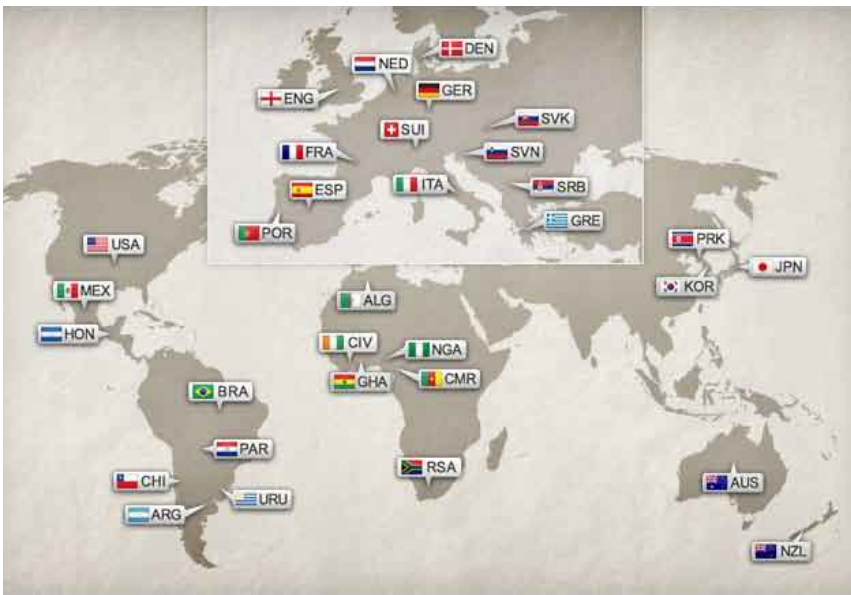 DEN
NED
GER
ENG
SVK
SUI
FRA
SVN
ITA
SRB
ESP
GRE
POR
USA
PRK
JPN
MEX
KOR
ALG
HON
CIV
NGA
GHA
CMR
BRA
PAR
RSA
CHI
AUS
URU
ARG
NZL